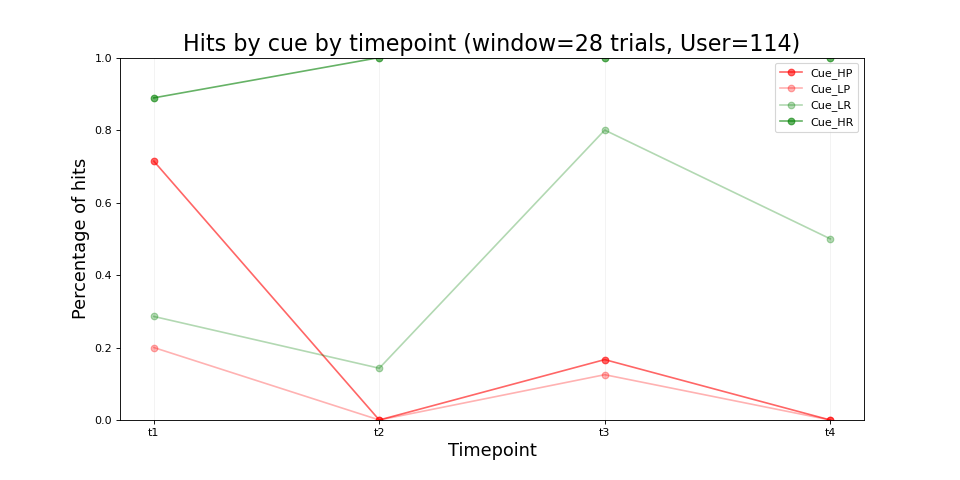 Hits by cue by timepoint (window=28 trials, User=114)
Percentage of hits
1.0
0.8
0.6
0.4
0.2
0.0
Cue_HP
Cue_LP
Cue_LR
Cue_HR
t1
t2
t3
t4
Timepoint